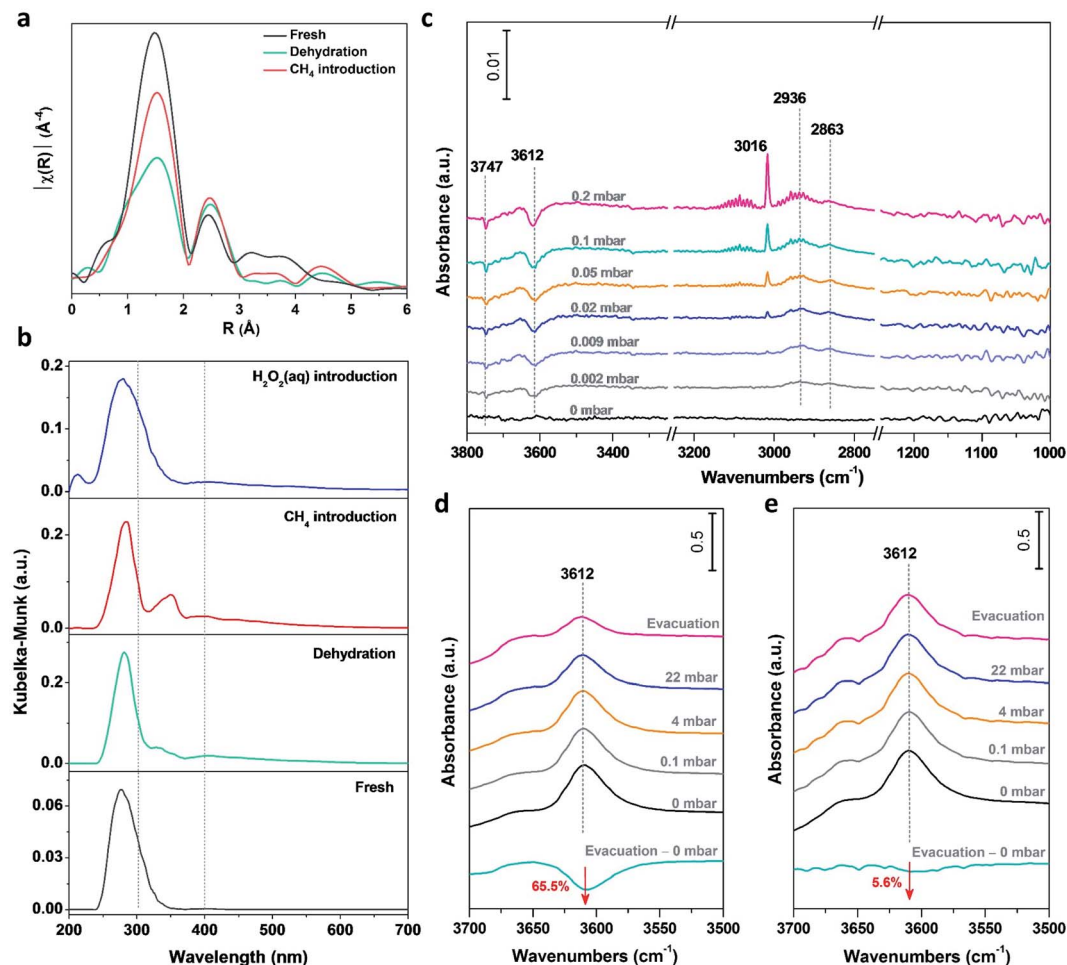 a
Fresh
Dehydration
CH₄ introduction
|χ(R)| (Å⁻⁴)
0 1 2 3 4 5 6
R (Å)
b
0.2
H₂O₂(aq) introduction
0.1
0.0
0.2
CH₄ introduction
0.0
Dehydration
0.2
0.0
0.06
Fresh
0.03
0.00
Kubelka-Munk (a.u.)
200 300 400 500 600 700
Wavelength (nm)
c
0.01
2936
2863
3016
3747
3612
0.2 mbar
0.1 mbar
0.05 mbar
0.02 mbar
0.009 mbar
0.002 mbar
0 mbar
Absorbance (a.u.)
3800 3600 3400 3200 3000 2800 1200 1100 1000
Wavenumbers (cm⁻¹)
d
0.5
3612
Evacuation
22 mbar
4 mbar
0.1 mbar
0 mbar
Evacuation – 0 mbar
65.5%
Absorbance (a.u.)
3700 3650 3600 3550 3500
Wavenumbers (cm⁻¹)
e
0.5
3612
Evacuation
22 mbar
4 mbar
0.1 mbar
0 mbar
Evacuation – 0 mbar
5.6%
Absorbance (a.u.)
3700 3650 3600 3550 3500
Wavenumbers (cm⁻¹)